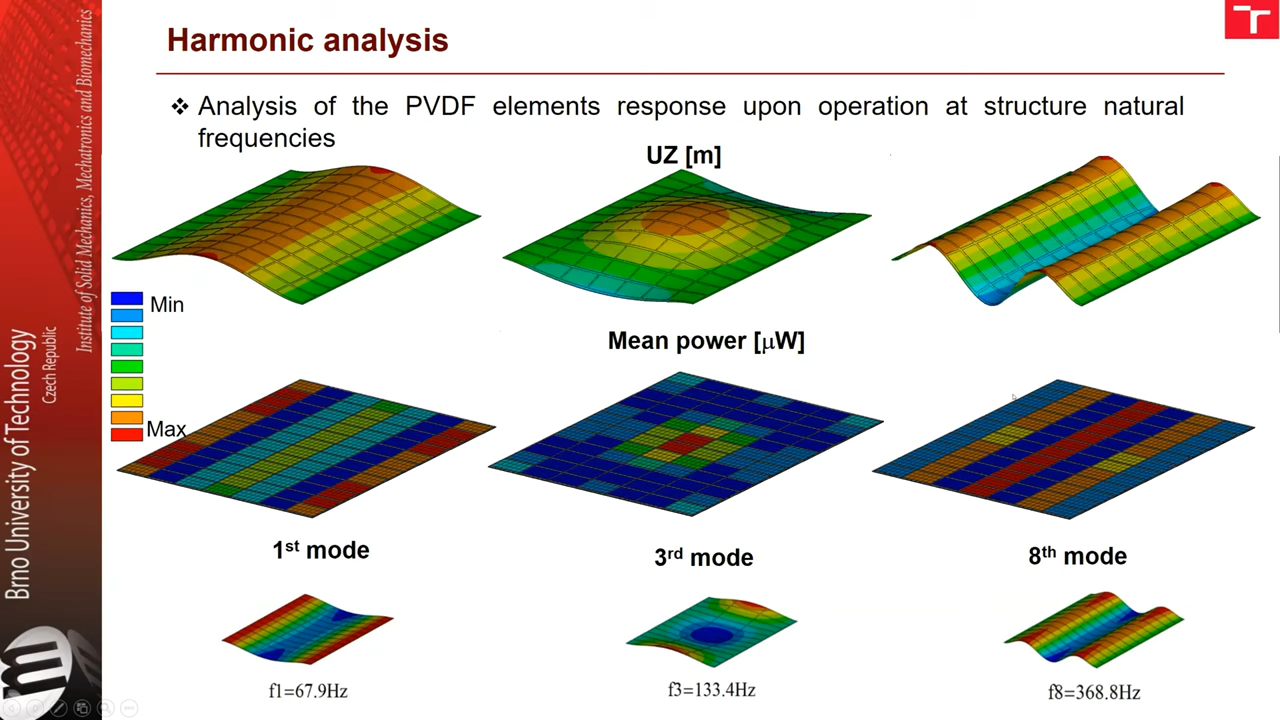 Harmonic analysis
❖ Analysis of the PVDF elements response upon operation at structure natural
frequencies
UZ [m]
Min
Max
Mean power [μW]
1st mode
3rd mode
8th mode
f1=67.9Hz
f3=133.4Hz
f8=368.8Hz
Brno University of Technology
Czech Republic
Institute of Solid Mechanics, Mechatronics and Biomechanics